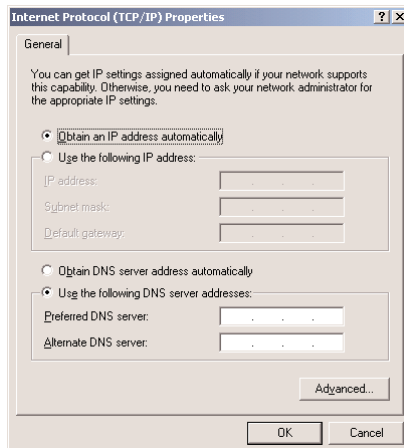 Internet Protocol (TCP/IP) Properties
General
You can get IP settings assigned automatically if your network supports
this capability. Otherwise, you need to ask your network administrator for
the appropriate IP settings.
Obtain an IP address automatically
Use the following IP address:
IP address:
Subnet mask:
Default gateway:
Obtain DNS server address automatically
Use the following DNS server addresses:
Preferred DNS server:
Alternate DNS server:
Advanced...
OK
Cancel